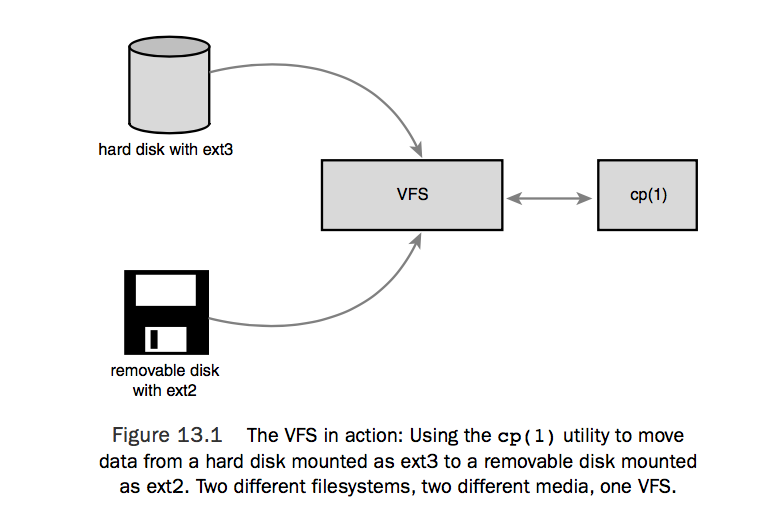 hard disk with ext3
VFS
cp(1)
removable disk
with ext2
Figure 13.1 The VFS in action: Using the cp(1) utility to move
data from a hard disk mounted as ext3 to a removable disk mounted
as ext2. Two different filesystems, two different media, one VFS.